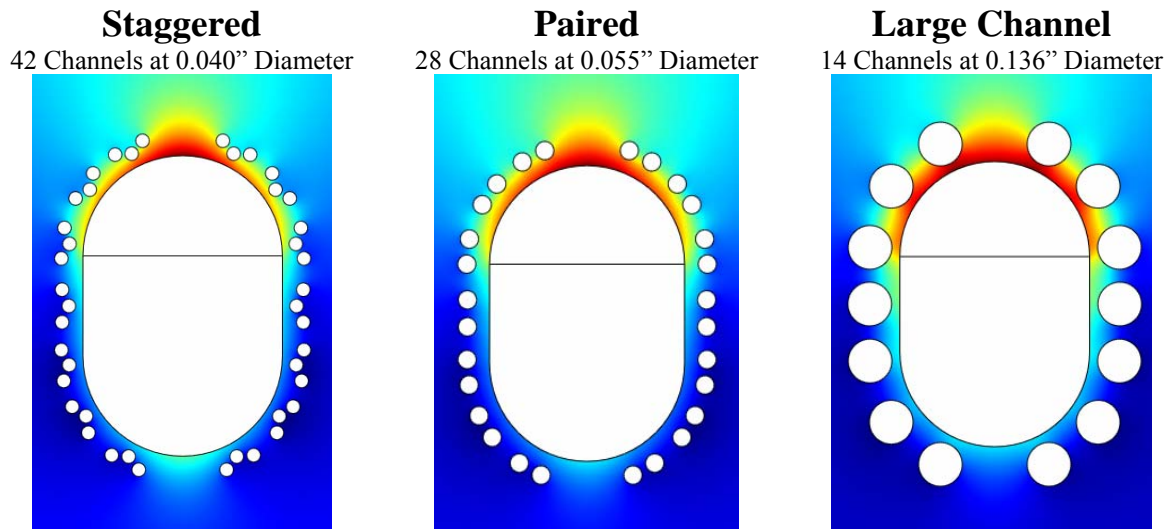 Staggered
42 Channels at 0.040” Diameter
Paired
28 Channels at 0.055” Diameter
Large Channel
14 Channels at 0.136” Diameter